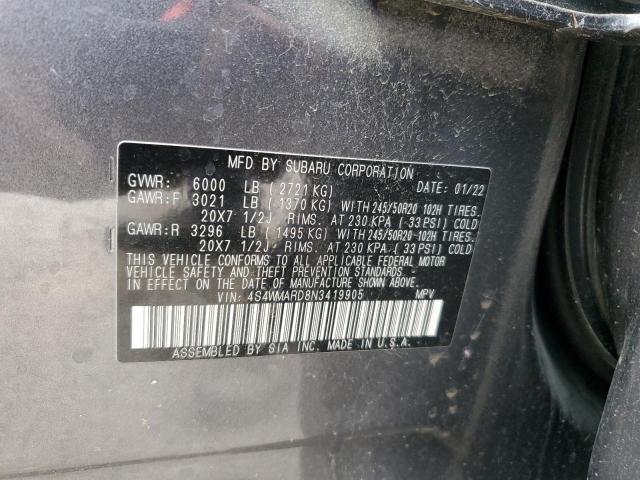 MFD BY SUBARU CORPORATION
GVWR: 6000 LB (2721 KG) DATE: 01/22
GAWR:F 3021 LB (1370 KG) WITH 245/50R20 102H TIRES.
20X7 1/2J RIMS. AT 230 KPA (33PSI) COLD
GAWR:R 3296 LB (1495 KG) WITH 245/50R20 102H TIRES.
20X7 1/2J RIMS. AT 230 KPA (33PSI) COLD
THIS VEHICLE CONFORMS TO ALL APPLICABLE FEDERAL MOTOR
VEHICLE SAFETY AND THEFT PREVENTION STANDARDS
IN EFFECT ON THE DATE OF MANUFACTURE SHOWN ABOVE.
VIN: 4S4WMARD8N3419905 MPV
ASSEMBLED BY SIA INC. MADE IN U.S.A.